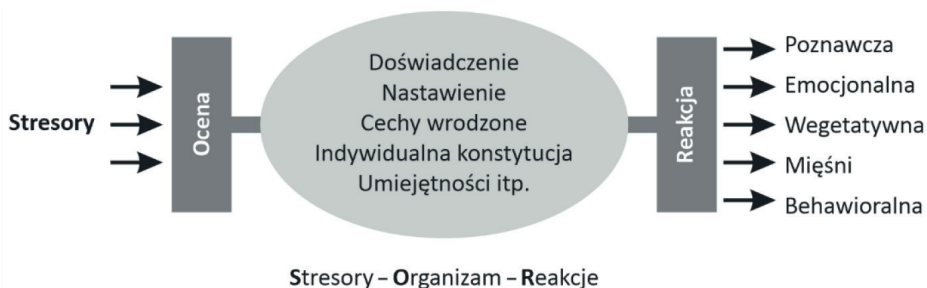 Stresory
Ocena
Doświadczenie
Nastawienie
Cechy wrodzone
Indywidualna konstytucja
Umiejętności itp.
Reakcja
Poznawcza
Emocjonalna
Wegetatywna
Mięśni
Behawioralna
Stresory – Organizam – Reakcje